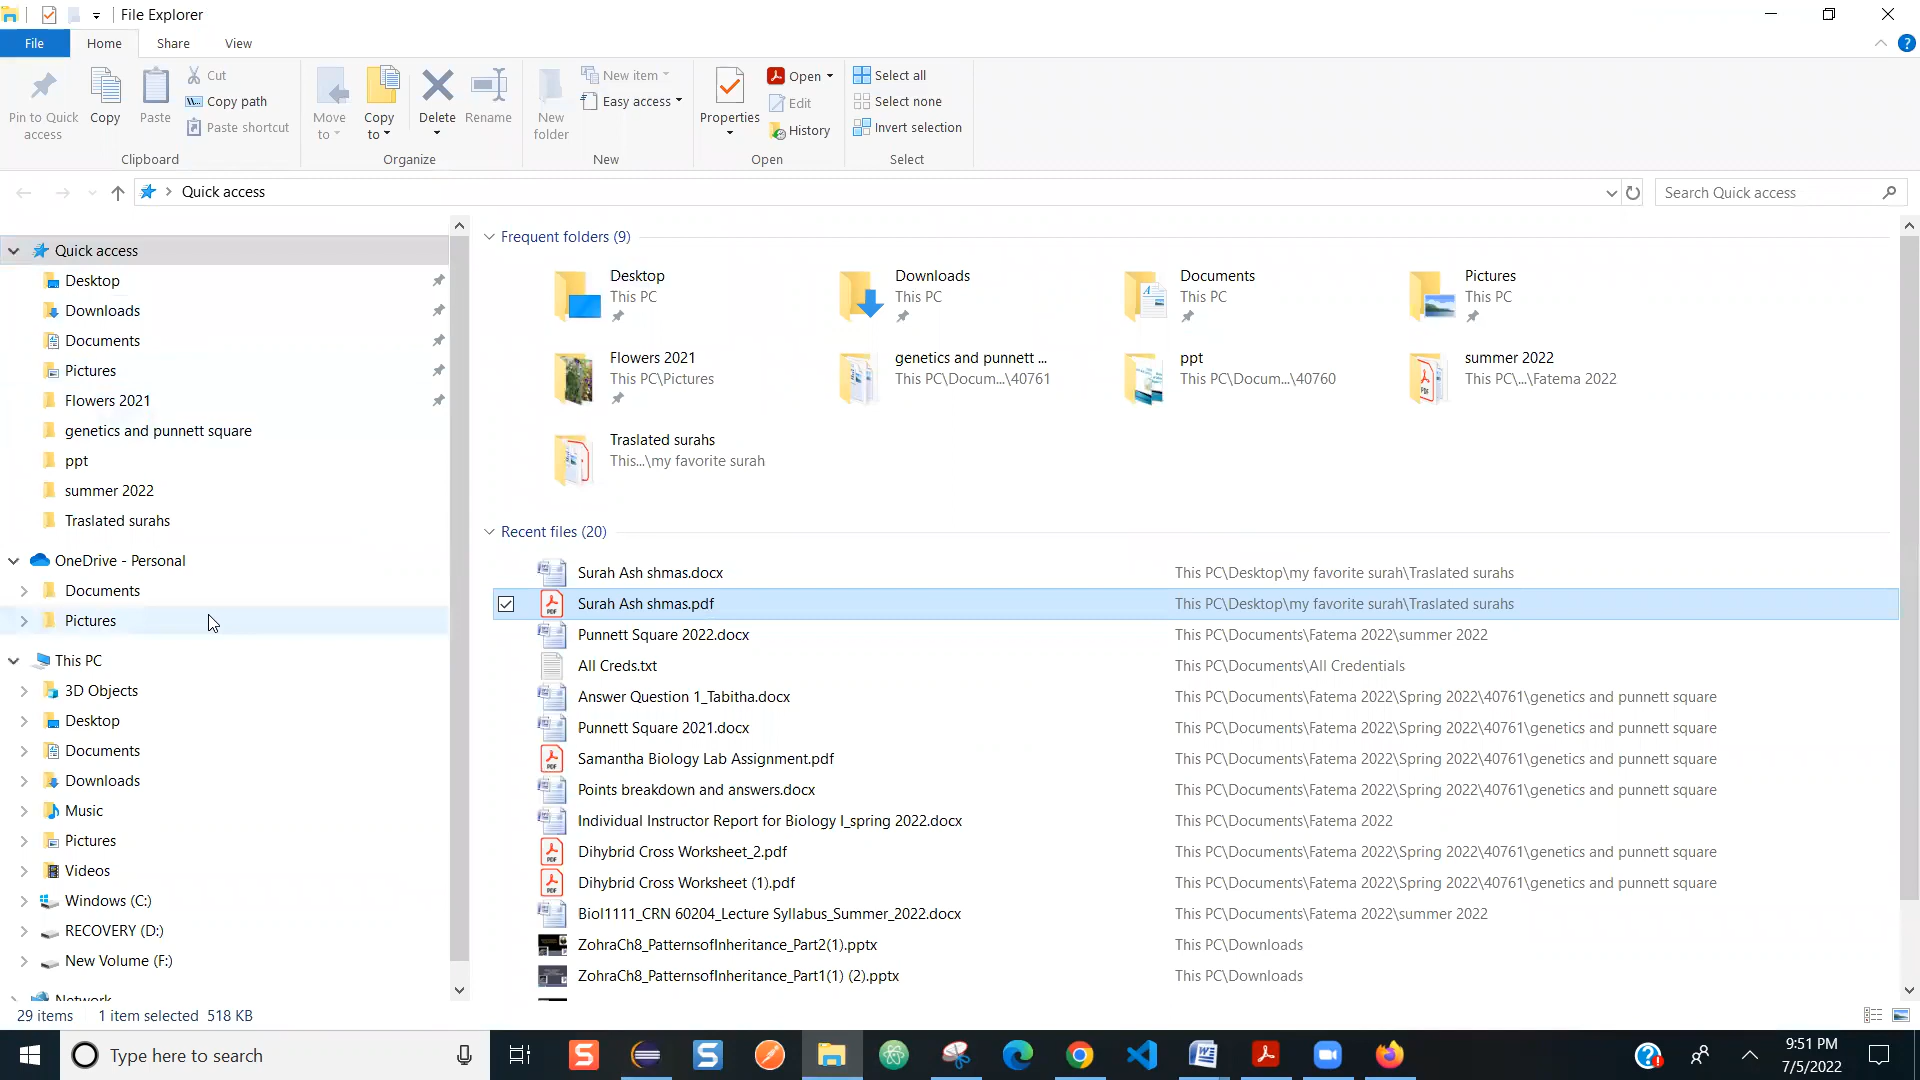 File Explorer
File Home Share View
Pin to Quick access
Copy
Paste
Cut
Copy path
Paste shortcut
Clipboard
Move to
Copy to
Delete
Rename
Organize
New folder
New item
Easy access
New
Properties
Open
Edit
History
Open
Select all
Select none
Invert selection
Select
Quick access
Search Quick access
Quick access
Desktop
Downloads
Documents
Pictures
Flowers 2021
genetics and punnett square
ppt
summer 2022
Traslated surahs
OneDrive - Personal
Documents
Pictures
This PC
3D Objects
Desktop
Documents
Downloads
Music
Pictures
Videos
Windows (C:)
RECOVERY (D:)
New Volume (F:)
Network
Frequent folders (9)
Desktop
This PC
Downloads
This PC
Documents
This PC
Pictures
This PC
Flowers 2021
This PC\Pictures
genetics and punnett ...
This PC\Docum...\40761
ppt
This PC\Docum...\40760
summer 2022
This PC\...\Fatema 2022
Traslated surahs
This...\my favorite surah
Recent files (20)
Surah Ash shmas.docx This PC\Desktop\my favorite surah\Traslated surahs
Surah Ash shmas.pdf This PC\Desktop\my favorite surah\Traslated surahs
Punnett Square 2022.docx This PC\Documents\Fatema 2022\summer 2022
All Creds.txt This PC\Documents\All Credentials
Answer Question 1_Tabitha.docx This PC\Documents\Fatema 2022\Spring 2022\40761\genetics and punnett square
Punnett Square 2021.docx This PC\Documents\Fatema 2022\Spring 2022\40761\genetics and punnett square
Samantha Biology Lab Assignment.pdf This PC\Documents\Fatema 2022\Spring 2022\40761\genetics and punnett square
Points breakdown and answers.docx This PC\Documents\Fatema 2022\Spring 2022\40761\genetics and punnett square
Individual Instructor Report for Biology I_spring 2022.docx This PC\Documents\Fatema 2022
Dihybrid Cross Worksheet_2.pdf This PC\Documents\Fatema 2022\Spring 2022\40761\genetics and punnett square
Dihybrid Cross Worksheet (1).pdf This PC\Documents\Fatema 2022\Spring 2022\40761\genetics and punnett square
Biol1111_CRN 60204_Lecture Syllabus_Summer_2022.docx This PC\Documents\Fatema 2022\summer 2022
ZohraCh8_PatternsofInheritance_Part2(1).pptx This PC\Downloads
ZohraCh8_PatternsofInheritance_Part1(1) (2).pptx This PC\Downloads
29 items 1 item selected 518 KB
Type here to search
9:51 PM
7/5/2022